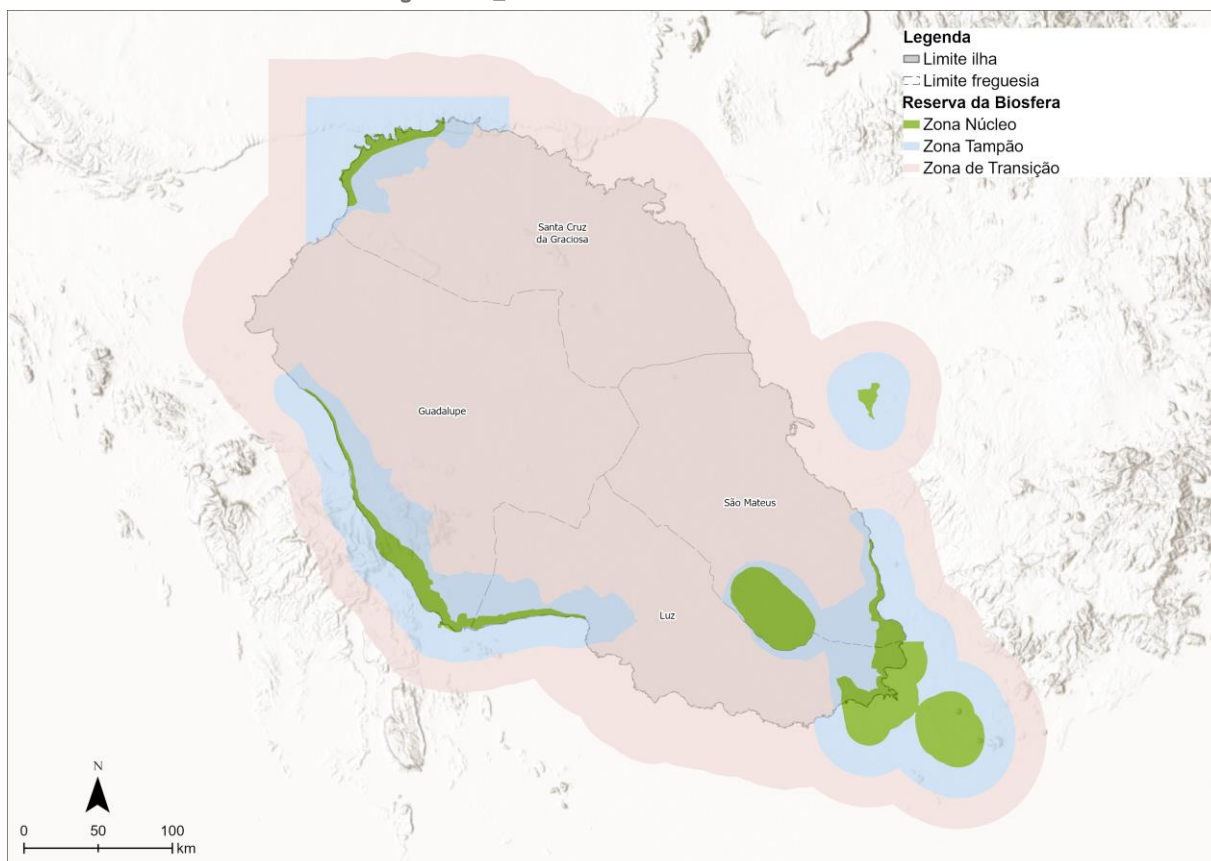 Legenda
Limite ilha
Limite freguesia
Reserva da Biosfera
Zona Núcleo
Zona Tampão
Zona de Transição
Santa Cruz
da Graciosa
Guadalupe
São Mateus
Luz
N
0 50 100
km